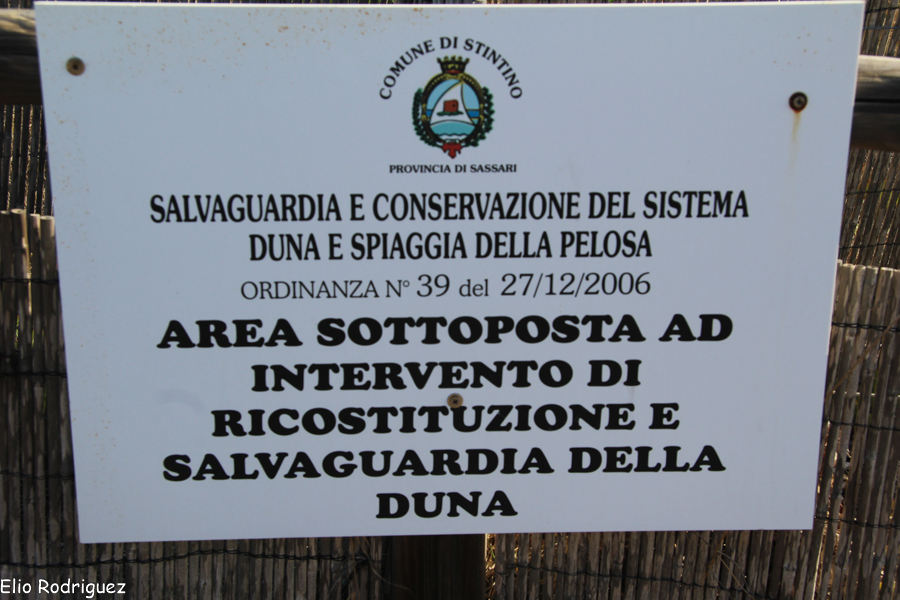 COMUNE DI STINTINO
PROVINCIA DI SASSARI
SALVAGUARDIA E CONSERVAZIONE DEL SISTEMA
DUNA E SPIAGGIA DELLA PELOSA
ORDINANZA N° 39 del 27/12/2006
AREA SOTTOPOSTA AD
INTERVENTO DI
RICOSTITUZIONE E
SALVAGUARDIA DELLA
DUNA
Elio Rodriguez